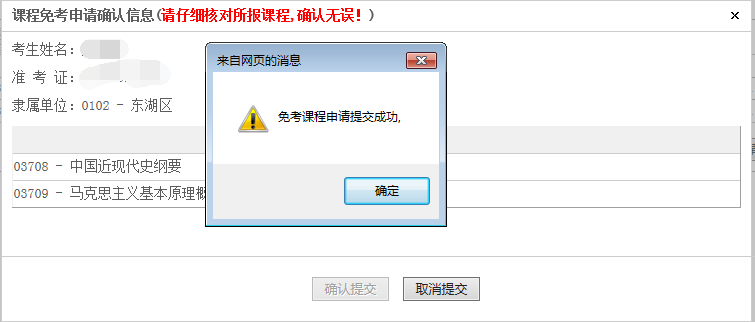 课程免考申请确认信息(请仔细核对所报课程,确认无误！)
考生姓名:
准 考 证:
隶属单位: 0102 - 东湖区
03708 - 中国近现代史纲要
03709 - 马克思主义基本原理
来自网页的消息
免考课程申请提交成功,
确定
确认提交
取消提交